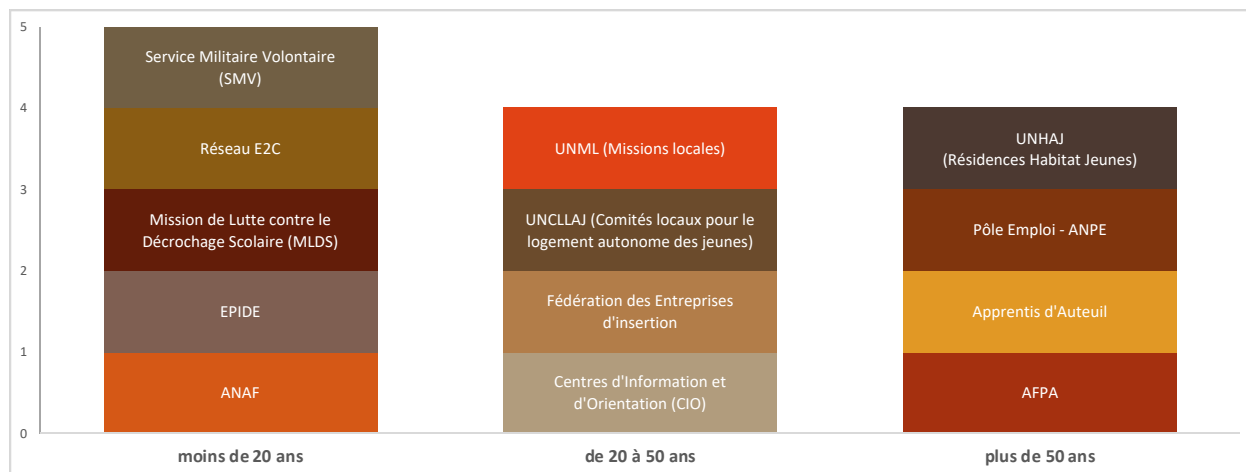 5
4
3
2
1
0
Service Militaire Volontaire
(SMV)
Réseau E2C
Mission de Lutte contre le
Décrochage Scolaire (MLDS)
EPIDE
ANAF
moins de 20 ans
UNML (Missions locales)
UNCLLAJ (Comités locaux pour le
logement autonome des jeunes)
Fédération des Entreprises
d'insertion
Centres d'Information et
d'Orientation (CIO)
de 20 à 50 ans
UNHAJ
(Résidences Habitat Jeunes)
Pôle Emploi - ANPE
Apprentis d'Auteuil
AFPA
plus de 50 ans